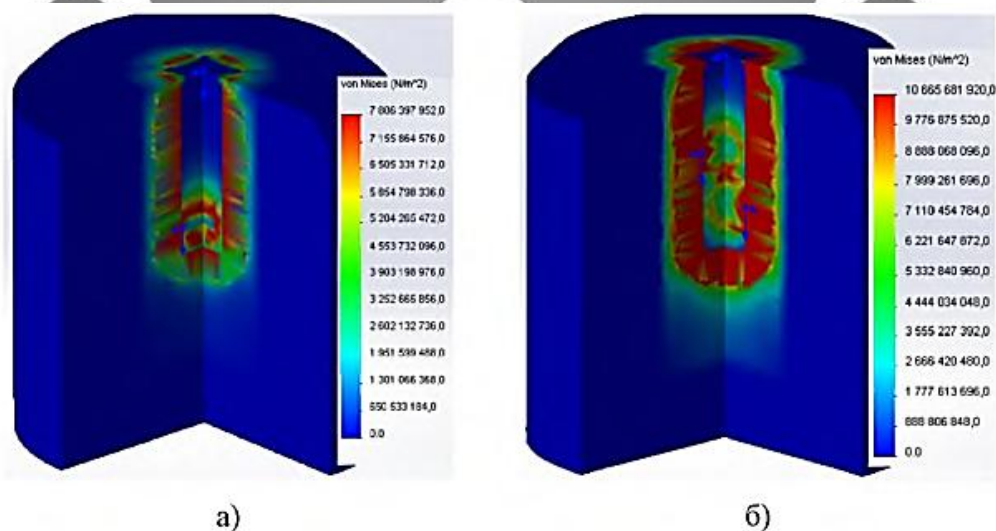 von Mises (N/m^2)
7 806 397 952,0
7 155 864 576,0
6 505 331 712,0
5 854 798 336,0
5 204 265 472,0
4 553 732 096,0
3 903 198 976,0
3 252 665 856,0
2 602 132 736,0
1 951 599 488,0
1 301 066 368,0
650 533 184,0
0.0
von Mises (N/m^2)
10 665 681 920,0
9 776 875 520,0
8 888 068 096,0
7 999 261 696,0
7 110 454 784,0
6 221 647 872,0
5 332 840 960,0
4 444 034 048,0
3 555 227 392,0
2 666 420 480,0
1 777 613 696,0
888 806 848,0
0.0
а)
б)